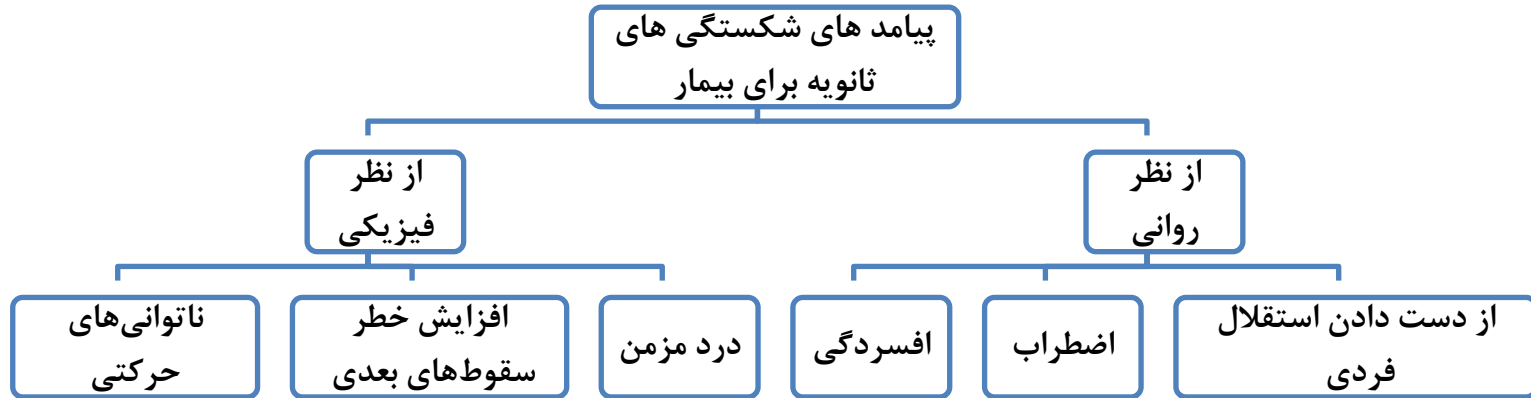 پیامد های شکستگی های
ثانویه برای بیمار
از نظر
روانی
از نظر
فیزیکی
از دست دادن استقلال
فردی
اضطراب
افسردگی
درد مزمن
افزایش خطر
سقوط‌های بعدی
ناتوانی‌های
حرکتی